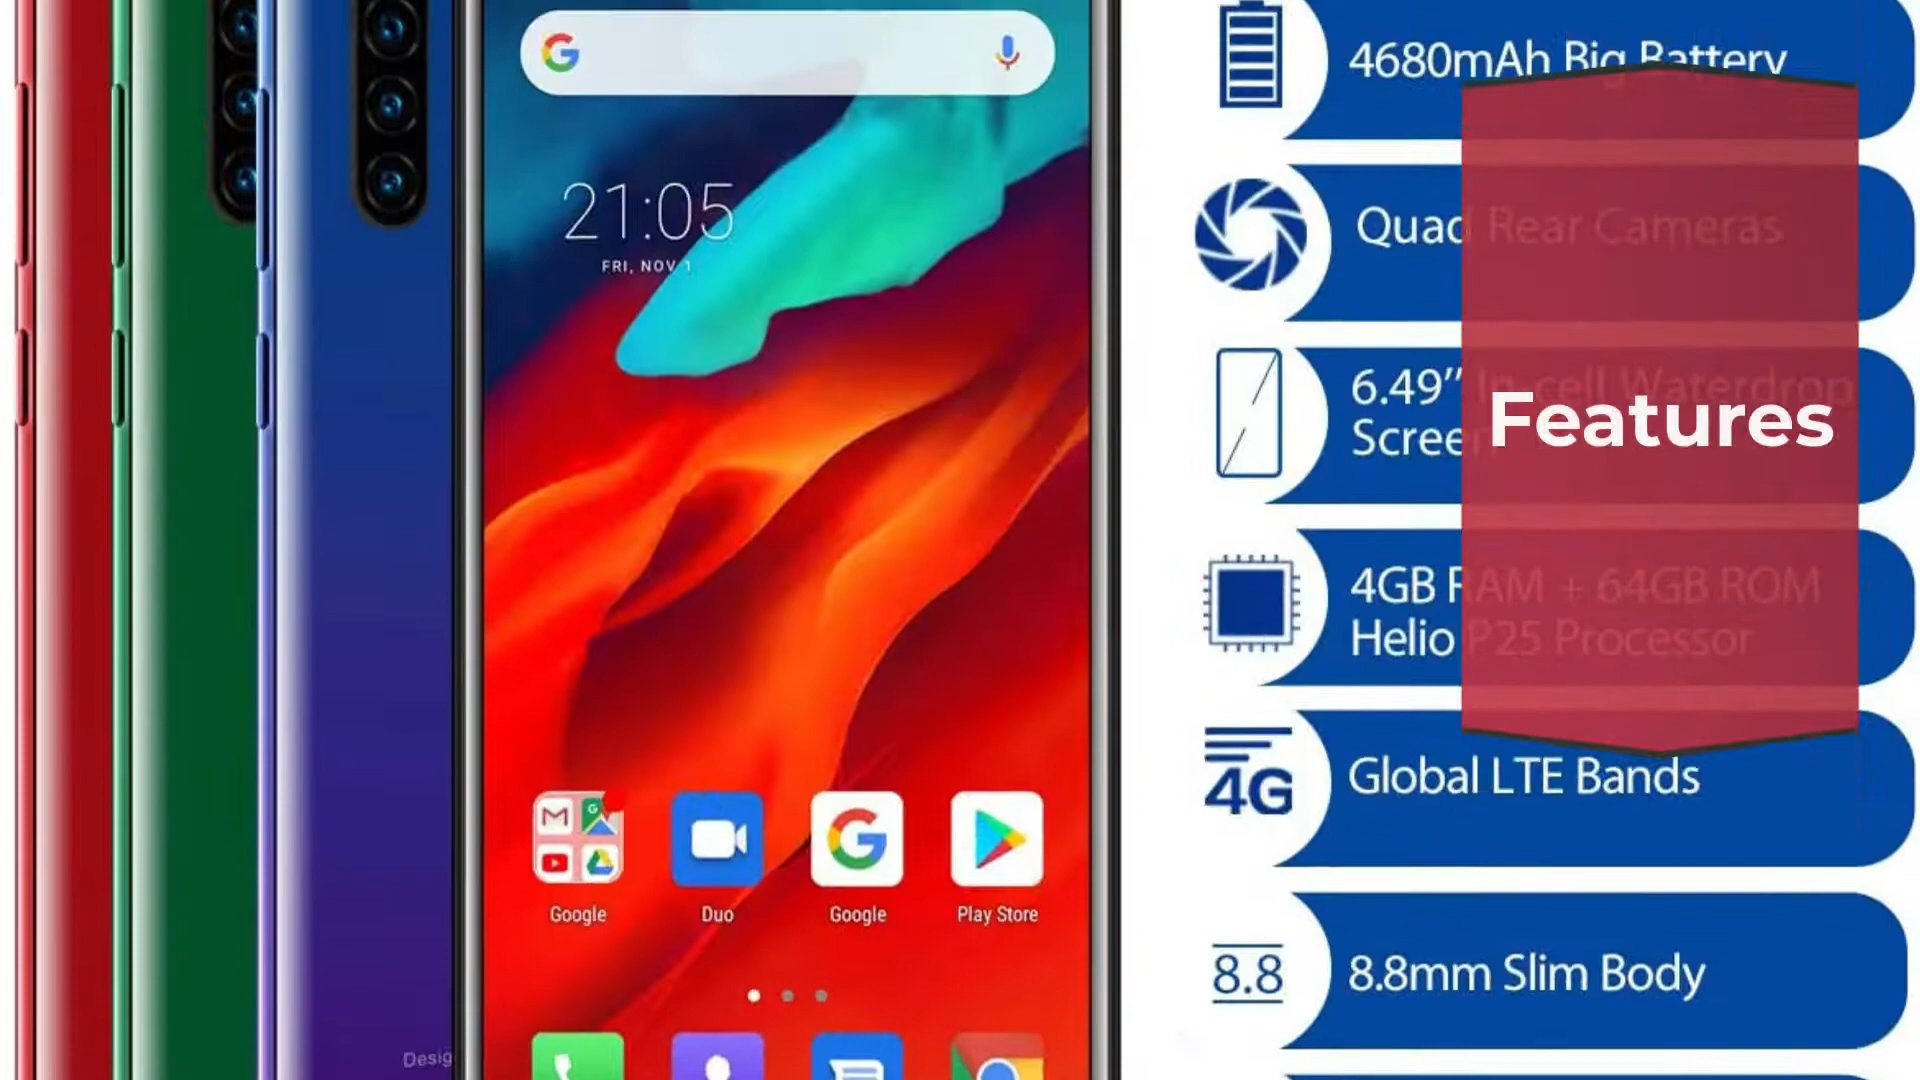 21:05
FRI, NOV 1
Google
Duo
Google
Play Store
Desig
4680mAh Big Battery
Quad Rear Cameras
6.49” In-cell Waterdrop
Screen
Features
4GB RAM + 64GB ROM
Helio P25 Processor
4G
Global LTE Bands
8.8
8.8mm Slim Body